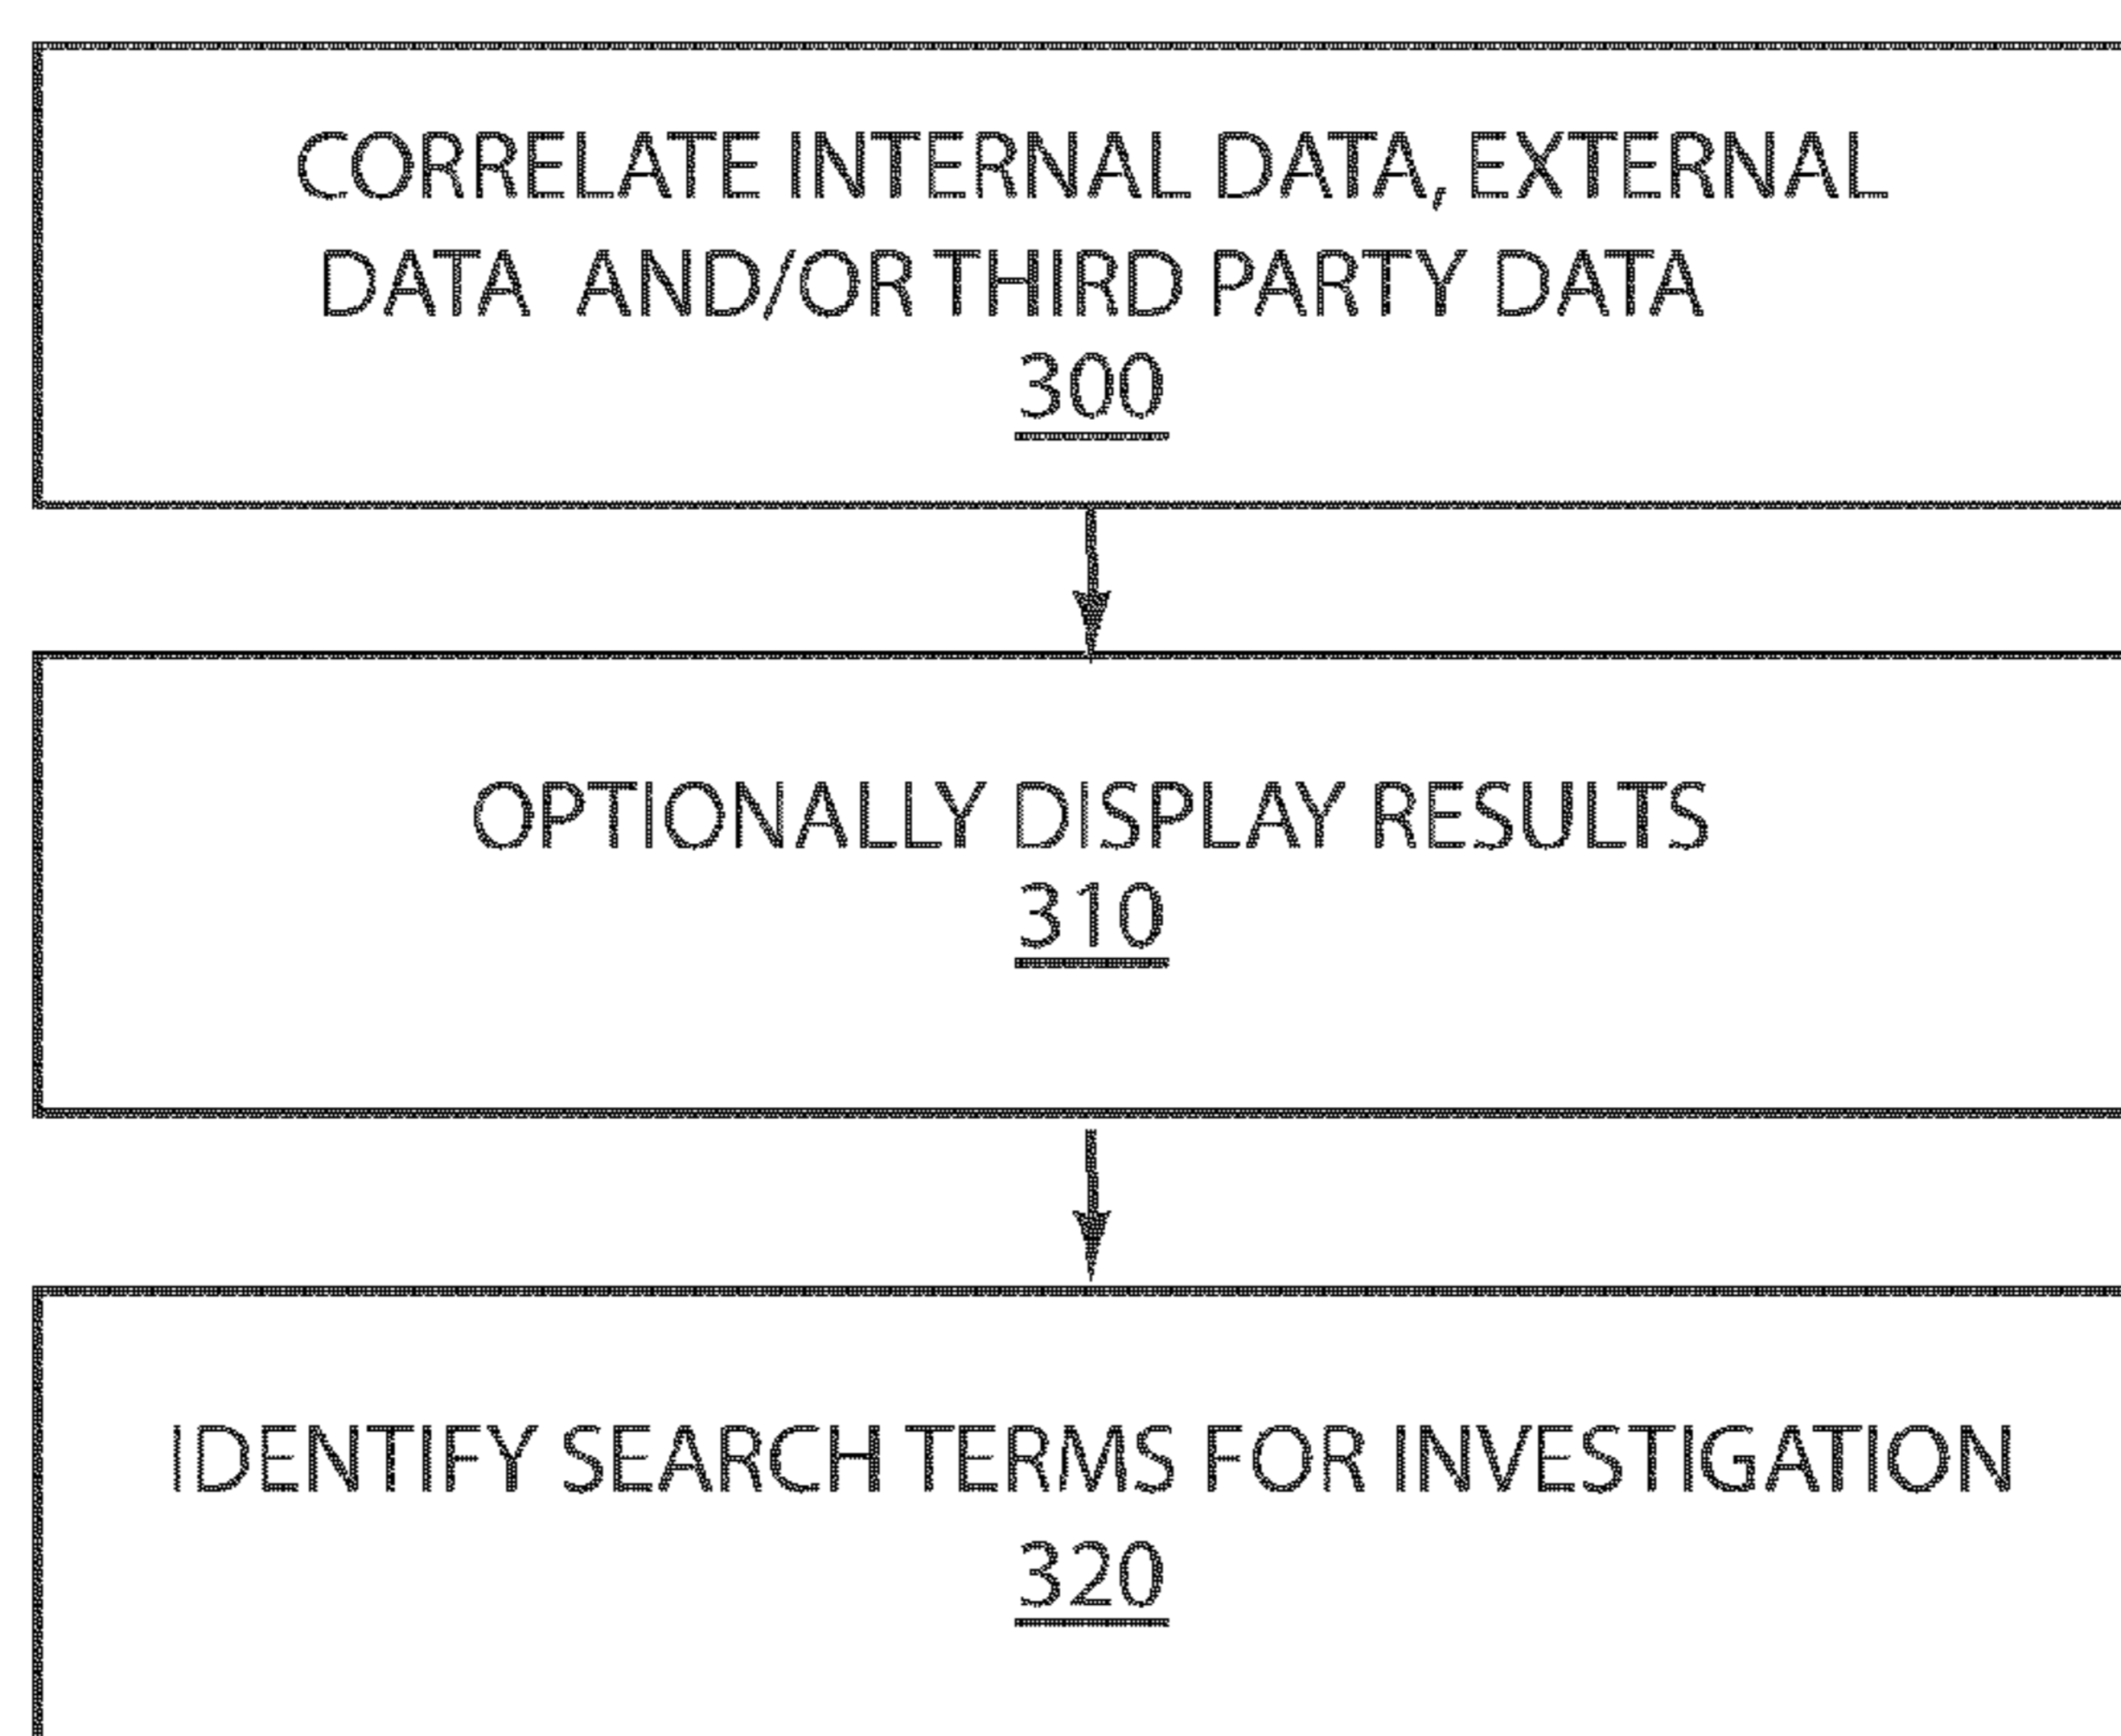 CORRELATE INTERNAL DATA, EXTERNAL
DATA AND/OR THIRD PARTY DATA
300
OPTIONALLY DISPLAY RESULTS
310
IDENTIFY SEARCH TERMS FOR INVESTIGATION
320